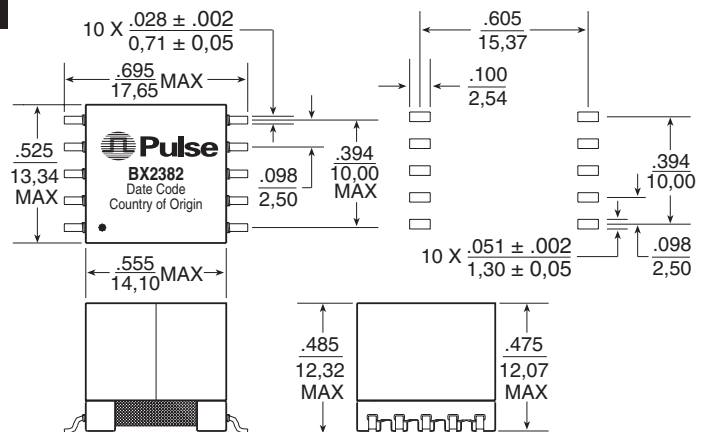 10 X .028 ± .002
0,71 ± 0,05
.695
17,65 MAX
.525
13,34
MAX
Pulse
BX2382
Date Code
Country of Origin
.098
2,50
.394
10,00
MAX
.555
14,10 MAX
.605
15,37
.100
2,54
.394
10,00
10 X .051 ± .002
1,30 ± 0,05
.098
2,50
.485
12,32
MAX
.475
12,07
MAX